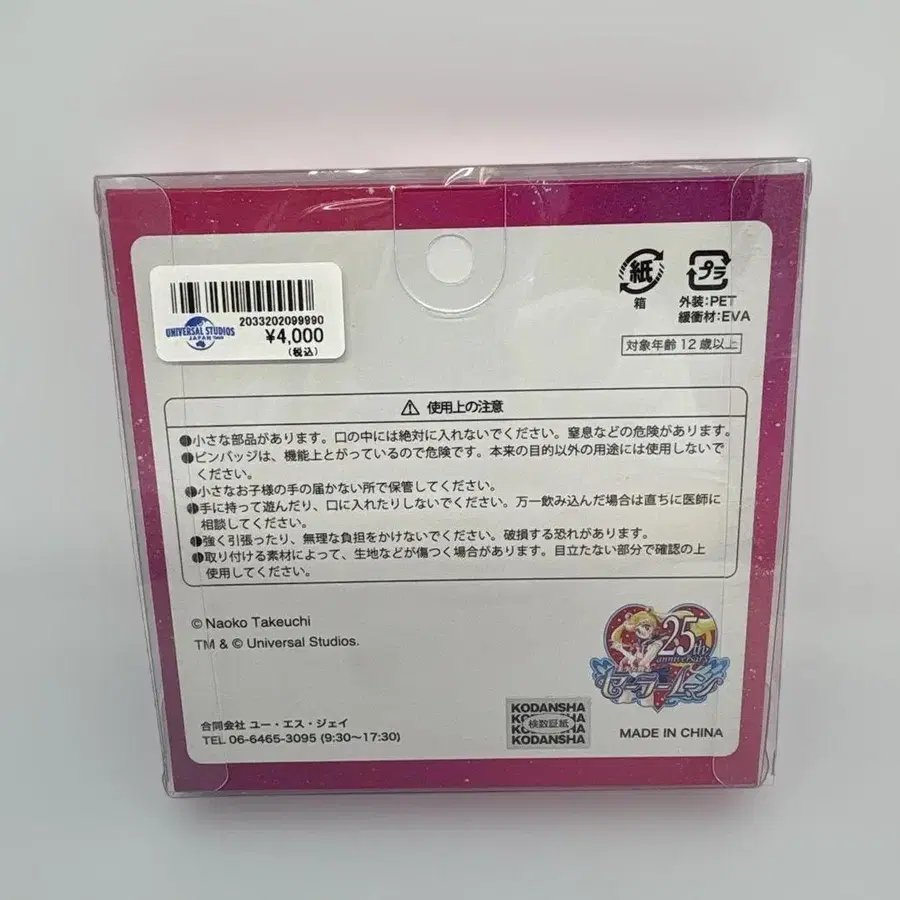 2033202099990
UNIVERSAL STUDIOS
JAPAN
¥4,000
(税込)
紙
箱
プラ
外装:PET
緩衝材:EVA
対象年齢 12 歳以上
使用上の注意
●小さな部品があります。口の中には絶対に入れないでください。窒息などの危険があります。
●ピンバッジは、機能上とがっているので危険です。本来の目的以外の用途には使用しないで
ください。
●小さなお子様の手の届かない所で保管してください。
●手に持って遊んだり、口に入れたりしないでください。万一飲み込んだ場合は直ちに医師に
相談してください。
●強く引張ったり、無理な負担をかけないでください。破損する恐れがあります。
●取り付ける素材によって、生地などが傷つく場合があります。目立たない部分で確認の上
使用してください。
© Naoko Takeuchi
TM & © Universal Studios.
25th
anniversary
セーラームーン
合同会社 ユー・エス・ジェイ
TEL 06-6465-3095 (9:30〜17:30)
KODANSHA
検数証紙
KODANSHA
MADE IN CHINA